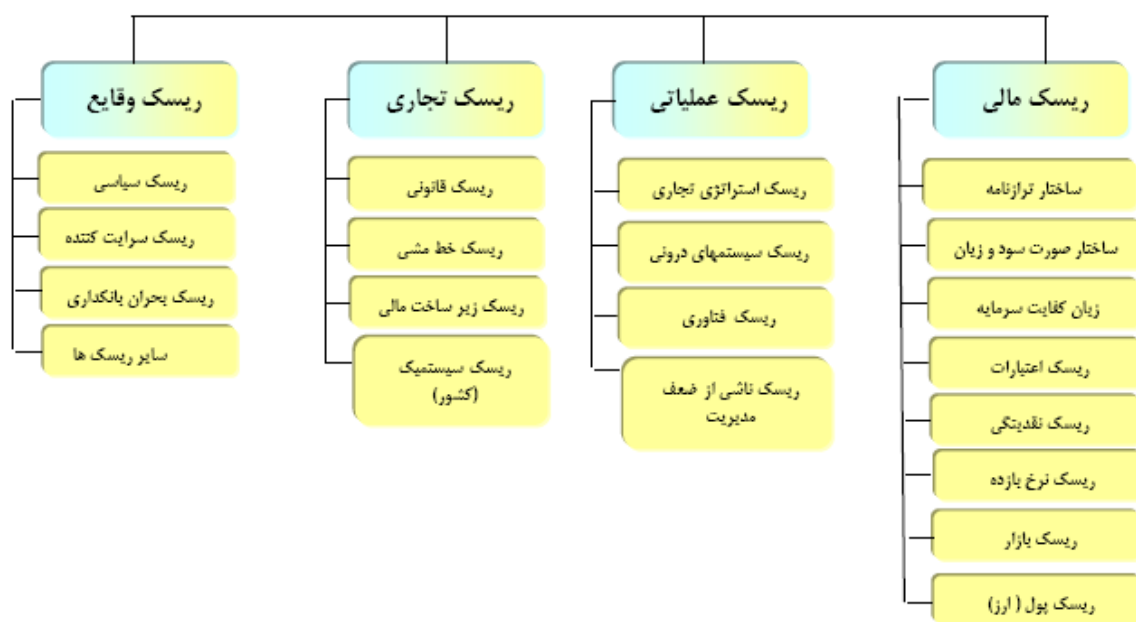 ریسک مالی
ساختار ترازنامه
ساختار صورت سود و زیان
زیان کفایت سرمایه
ریسک اعتبارات
ریسک نقدینگی
ریسک نرخ بازده
ریسک بازار
ریسک پول ( ارز)
ریسک عملیاتی
ریسک استراتژی تجاری
ریسک سیستمهای درونی
ریسک فناوری
ریسک ناشی از ضعف
مدیریت
ریسک تجاری
ریسک قانونی
ریسک خط مشی
ریسک زیر ساخت مالی
ریسک سیستمیک
(کشور)
ریسک وقایع
ریسک سیاسی
ریسک سرایت کننده
ریسک بحران بانکداری
سایر ریسک ها